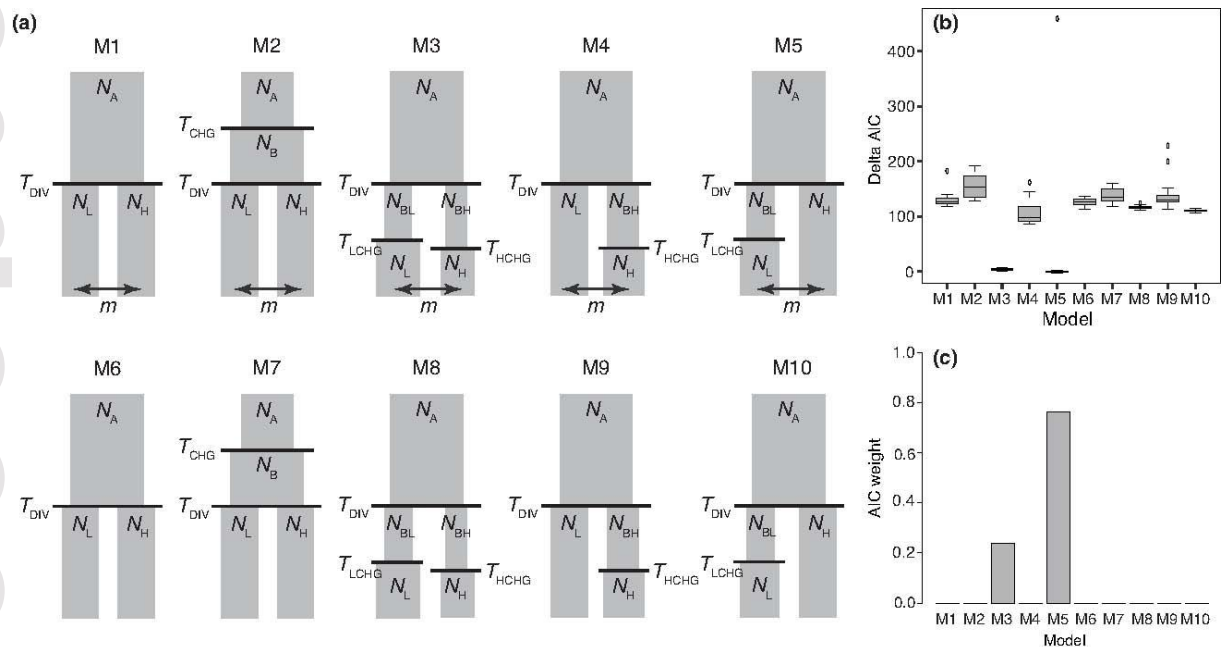 (a)
M1 M2 M3 M4 M5
NA NA NA NA NA
TCHG
NB
TDIV TDIV TDIV TDIV TDIV
NL NH NL NH NBL NBH NL NBH NBL NH
TLCHG THCHG THCHG TLCHG
NL NH NH NL
m m m m m
M6 M7 M8 M9 M10
NA NA NA NA NA
TCHG
NB
TDIV TDIV TDIV TDIV TDIV
NL NH NL NH NBL NBH NL NBH NBL NH
TLCHG THCHG THCHG TLCHG
NL NH NH NL
(b)
Delta AIC
400
300
200
100
0
M1 M2 M3 M4 M5 M6 M7 M8 M9 M10
Model
(c)
AIC weight
1.0
0.8
0.6
0.4
0.2
0.0
M1 M2 M3 M4 M5 M6 M7 M8 M9 M10
Model